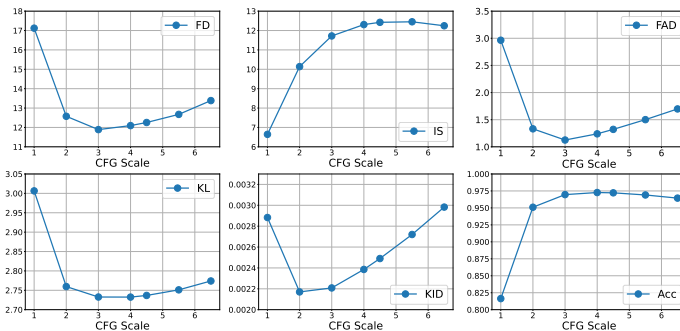 18
17
16
15
14
13
12
11
FD
1 2 3 4 5 6
CFG Scale
13
12
11
10
9
8
7
6
IS
1 2 3 4 5 6
CFG Scale
3.5
3.0
2.5
2.0
1.5
1.0
FAD
1 2 3 4 5 6
CFG Scale
3.05
3.00
2.95
2.90
2.85
2.80
2.75
2.70
KL
1 2 3 4 5 6
CFG Scale
0.0032
0.0030
0.0028
0.0026
0.0024
0.0022
0.0020
KID
1 2 3 4 5 6
CFG Scale
1.000
0.975
0.950
0.925
0.900
0.875
0.850
0.825
0.800
Acc
1 2 3 4 5 6
CFG Scale